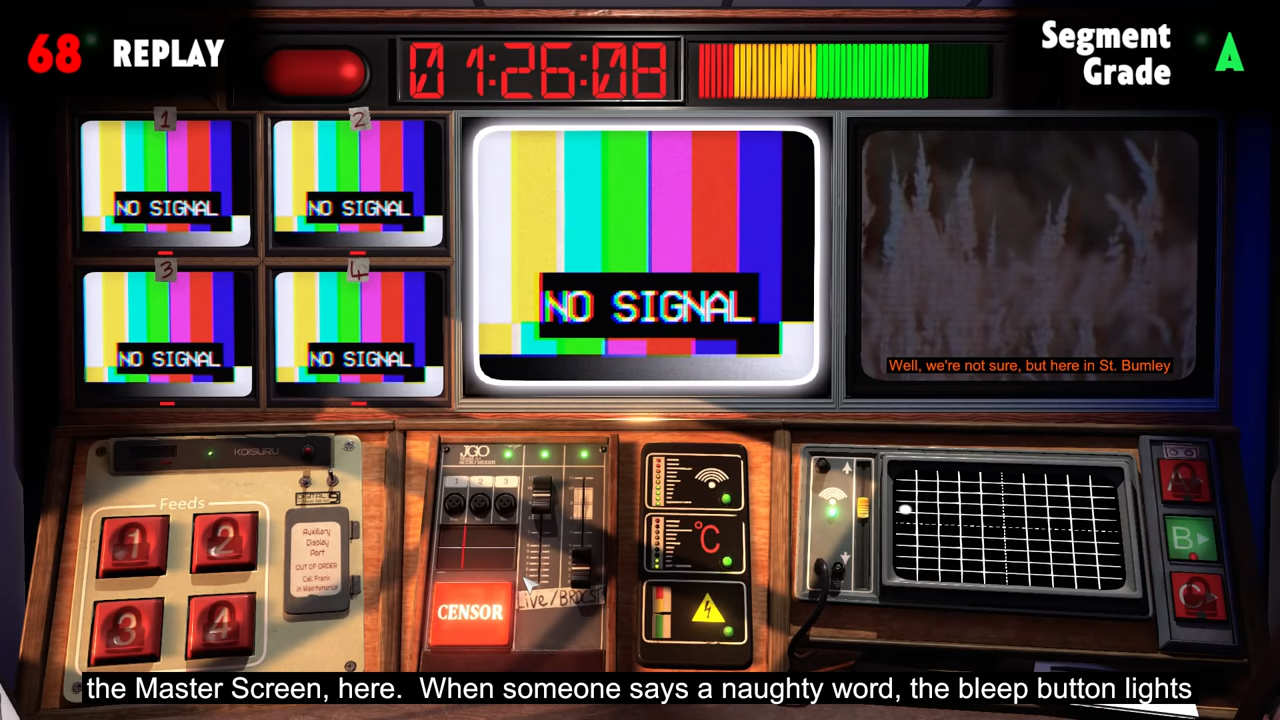 68 REPLAY
01:26:08
Segment
Grade
A
1
2
NO SIGNAL
NO SIGNAL
NO SIGNAL
3
4
NO SIGNAL
NO SIGNAL
Well, we're not sure, but here in St. Bumley
KOISURU
Feeds
1
2
3
4
Auxiliary
Display
Port
OUT OF ORDER
Call Frank
in Maintenance
JGO
1 2 3
CENSOR
Live/BRDCST
°C
A
B
C
the Master Screen, here. When someone says a naughty word, the bleep button lights